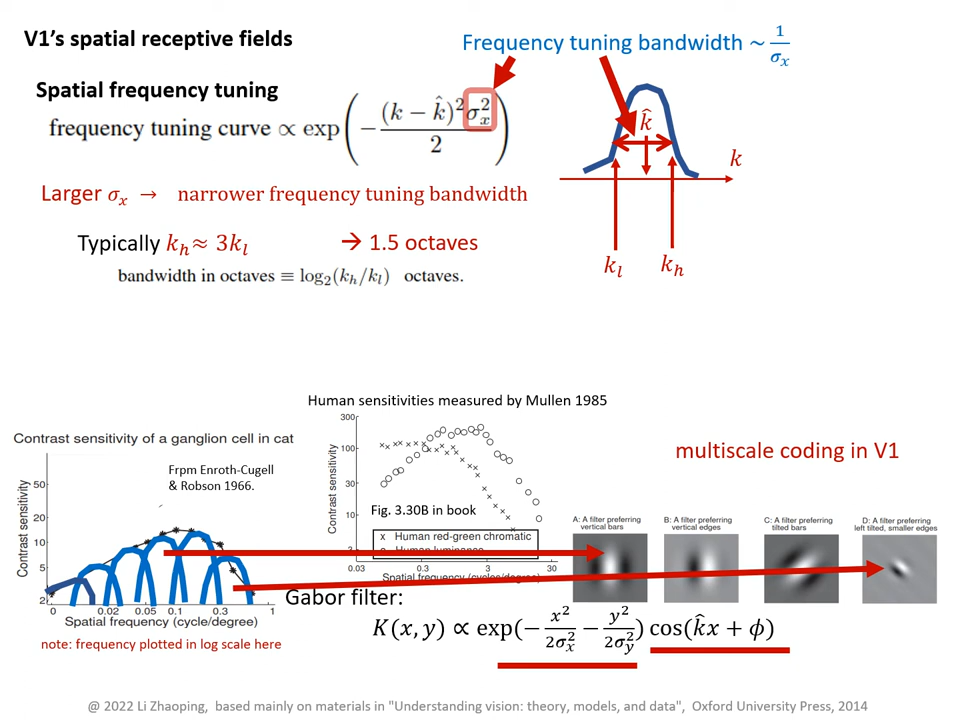 V1's spatial receptive fields
Frequency tuning bandwidth ~ 1/σₓ
Spatial frequency tuning
frequency tuning curve ∝ exp(−(k − k̂)²σₓ²/2)
k̂
k
Larger σₓ → narrower frequency tuning bandwidth
Typically kₕ ≈ 3kₗ → 1.5 octaves
kₗ kₕ
bandwidth in octaves ≡ log₂(kₕ/kₗ) octaves.
Human sensitivities measured by Mullen 1985
300
100
30
10
3
Contrast sensitivity
Fig. 3.30B in book
x Human red-green chromatic
o Human luminance
0.03 0.3 3 30
Spatial frequency (cycles/degree)
Contrast sensitivity of a ganglion cell in cat
Frpm Enroth-Cugell
& Robson 1966.
50
20
10
5
2
Contrast sensitivity
0 0.02 0.05 0.1 0.3 1
Spatial frequency (cycle/degree)
note: frequency plotted in log scale here
multiscale coding in V1
A: A filter preferring
vertical bars
B: A filter preferring
vertical edges
C: A filter preferring
tilted bars
D: A filter preferring
left tilted, smaller edges
Gabor filter:
K(x, y) ∝ exp(−x²/2σₓ² − y²/2σᵧ²) cos(k̂x + ϕ)
@ 2022 Li Zhaoping, based mainly on materials in "Understanding vision: theory, models, and data", Oxford University Press, 2014